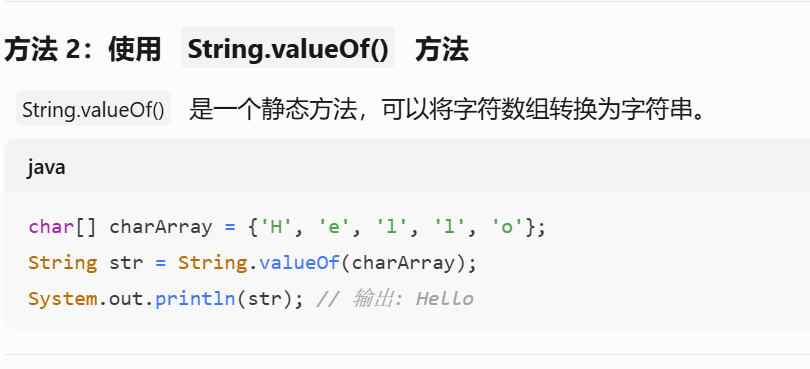 方法 2：使用 String.valueOf() 方法
String.valueOf() 是一个静态方法，可以将字符数组转换为字符串。
java
char[] charArray = {'H', 'e', 'l', 'l', 'o'};
String str = String.valueOf(charArray);
System.out.println(str); // 输出: Hello